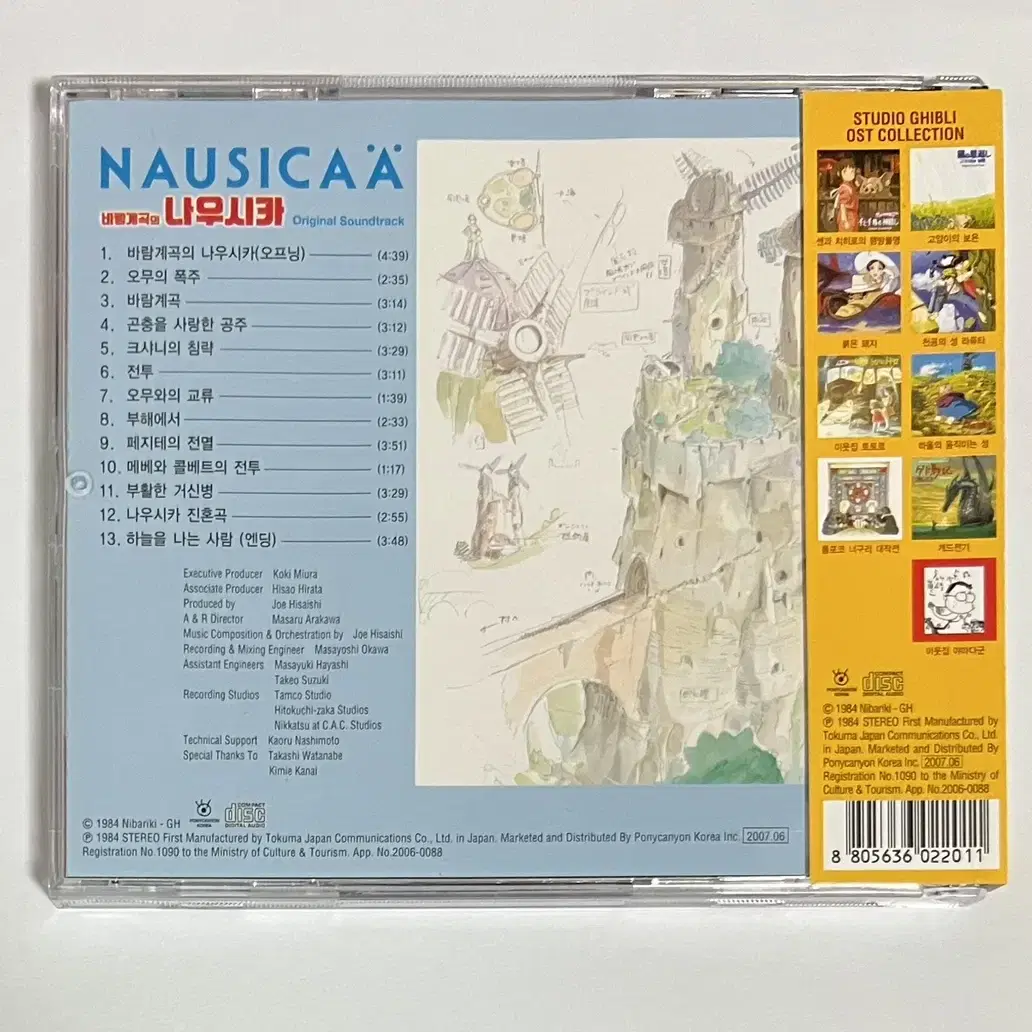 NAUSICAÄ
바람계곡의 나우시카 Original Soundtrack
1. 바람계곡의 나우시카(오프닝) (4:39)
2. 오무의 폭주 (2:35)
3. 바람계곡 (3:14)
4. 곤충을 사랑한 공주 (3:12)
5. 크샤니의 침략 (3:29)
6. 전투 (3:11)
7. 오무와의 교류 (1:39)
8. 부해에서 (2:33)
9. 페지테의 전멸 (3:51)
10. 메베와 콜베트의 전투 (1:17)
11. 부활한 거신병 (3:29)
12. 나우시카 진혼곡 (2:55)
13. 하늘을 나는 사람 (엔딩) (3:48)
Executive Producer Koki Miura
Associate Producer Hisao Hirata
Produced by Joe Hisaishi
A & R Director Masaru Arakawa
Music Composition & Orchestration by Joe Hisaishi
Recording & Mixing Engineer Masayoshi Okawa
Assistant Engineers Masayuki Hayashi
Takeo Suzuki
Recording Studios Tamco Studio
Hitokuchi-zaka Studios
Nikkatsu at C.A.C. Studios
Technical Support Kaoru Nashimoto
Special Thanks To Takashi Watanabe
Kimie Kanai
PONYCANYON KOREA COMPACT disc DIGITAL AUDIO
© 1984 Nibariki - GH
℗ 1984 STEREO First Manufactured by Tokuma Japan Communications Co., Ltd. in Japan. Marketed and Distributed By Ponycanyon Korea Inc. 2007.06
Registration No.1090 to the Ministry of Culture & Tourism. App. No.2006-0088
STUDIO GHIBLI
OST COLLECTION
센과 치히로의 행방불명
고양이의 보은
붉은 돼지
천공의 성 라퓨타
이웃집 토토로
하울의 움직이는 성
폼포코 너구리 대작전
게드전기
이웃집 야마다군
PONYCANYON KOREA COMPACT disc DIGITAL AUDIO
© 1984 Nibariki - GH
℗ 1984 STEREO First Manufactured by
Tokuma Japan Communications Co., Ltd.
in Japan. Marketed and Distributed By
Ponycanyon Korea Inc. 2007.06
Registration No.1090 to the Ministry of
Culture & Tourism. App. No.2006-0088
8 805636 022011